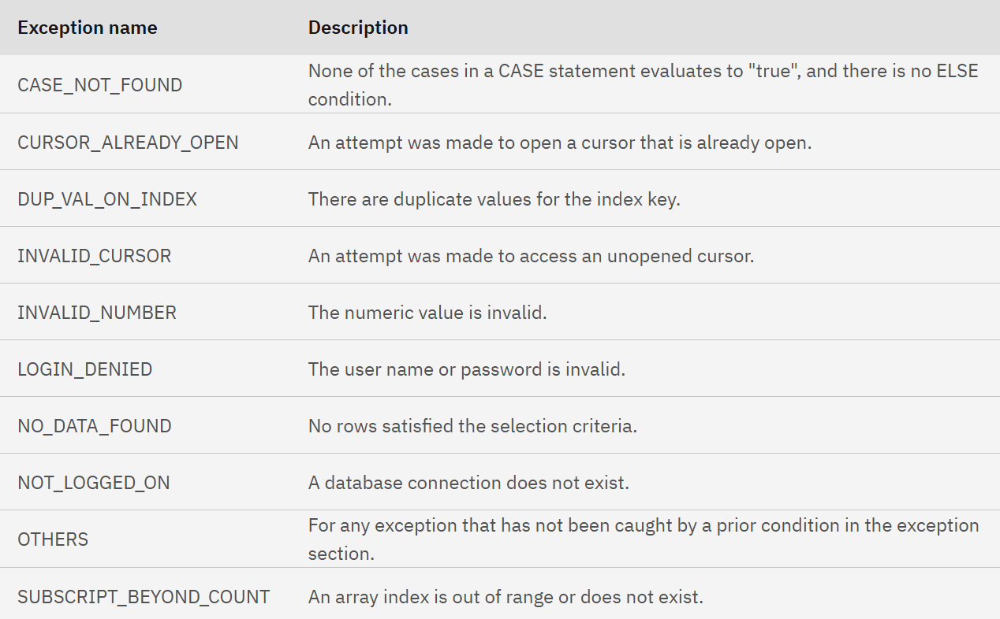 Exception name Description
CASE_NOT_FOUND None of the cases in a CASE statement evaluates to "true", and there is no ELSE
condition.
CURSOR_ALREADY_OPEN An attempt was made to open a cursor that is already open.
DUP_VAL_ON_INDEX There are duplicate values for the index key.
INVALID_CURSOR An attempt was made to access an unopened cursor.
INVALID_NUMBER The numeric value is invalid.
LOGIN_DENIED The user name or password is invalid.
NO_DATA_FOUND No rows satisfied the selection criteria.
NOT_LOGGED_ON A database connection does not exist.
OTHERS For any exception that has not been caught by a prior condition in the exception
section.
SUBSCRIPT_BEYOND_COUNT An array index is out of range or does not exist.